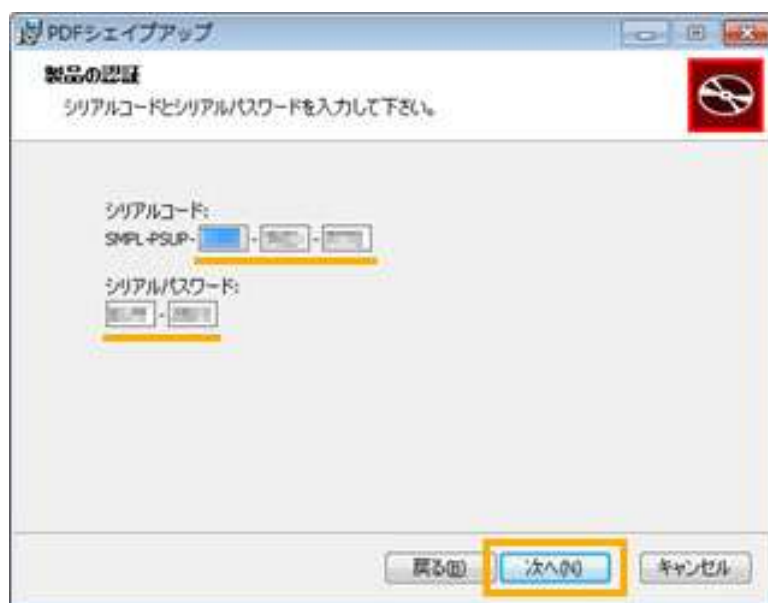 PDFシェイプアップ
製品の認証
シリアルコードとシリアルパスワードを入力して下さい。
シリアルコード:
SMPL-PSUP- - -
シリアルパスワード:
-
戻る(B) 次へ(N) キャンセル